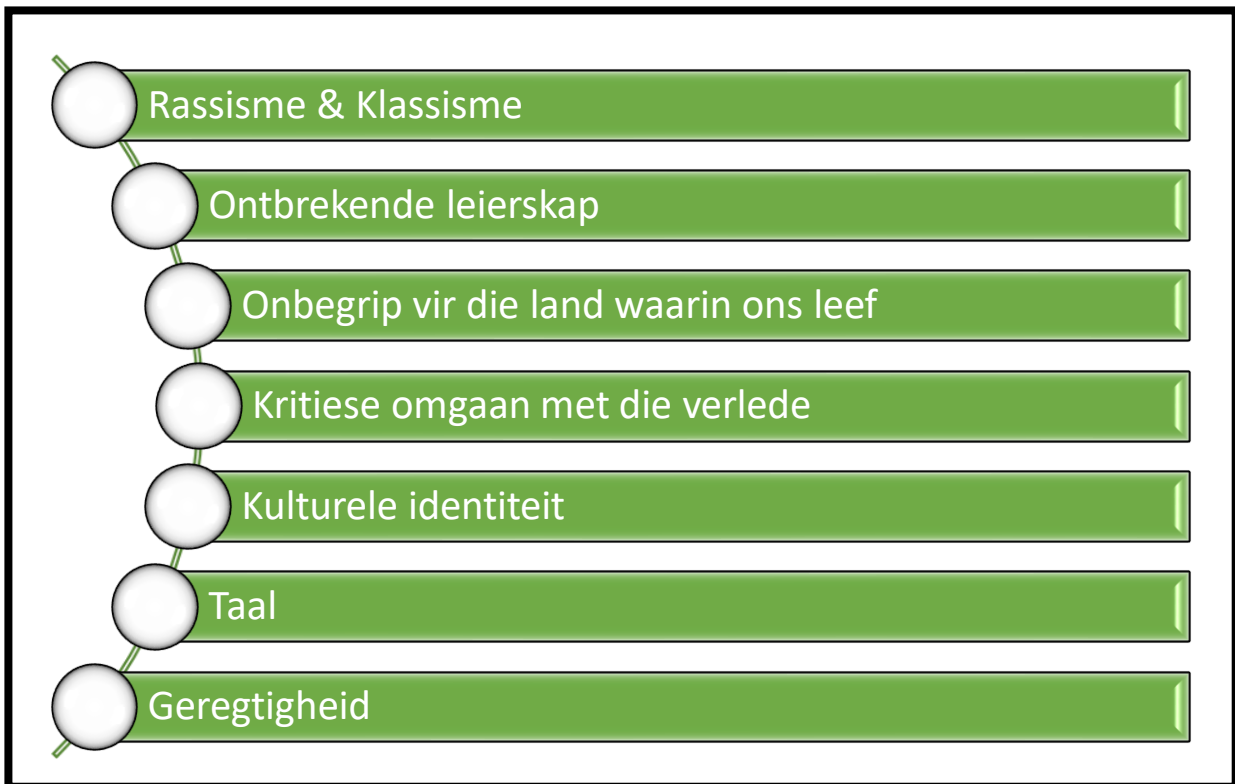 Rassisme & Klassisme
Ontbrekende leierskap
Onbegrip vir die land waarin ons leef
Kritiese omgaan met die verlede
Kulturele identiteit
Taal
Geregtigheid